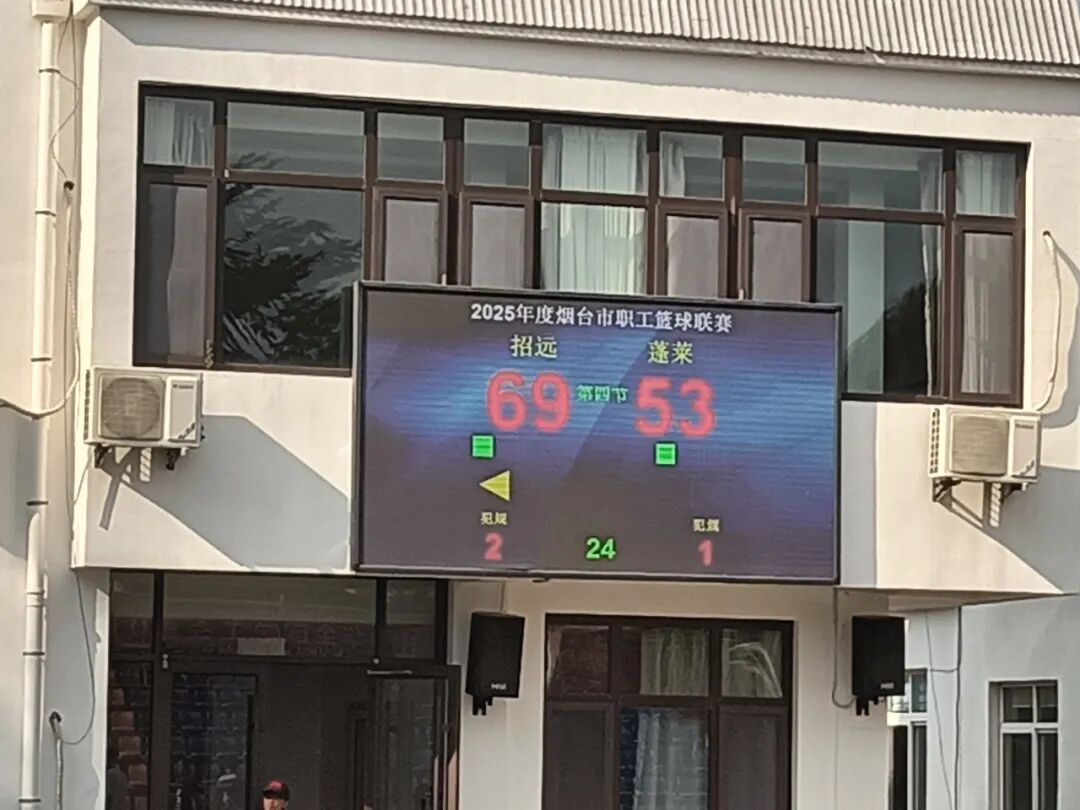 2025年度烟台市职工篮球联赛
招远 蓬莱
69 第四节 53
犯规 犯规
2 24 1